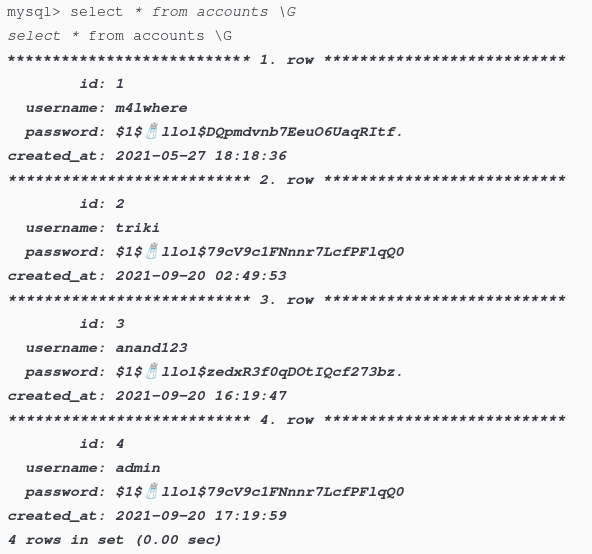 mysql> select * from accounts \G
select * from accounts \G
*************************** 1. row ***************************
id: 1
username: m4lwhere
password: $1$🧂llol$DQpmdvnb7EeuO6UaqRItf.
created_at: 2021-05-27 18:18:36
*************************** 2. row ***************************
id: 2
username: triki
password: $1$🧂llol$79cV9c1FNnnr7LcfPFlqQ0
created_at: 2021-09-20 02:49:53
*************************** 3. row ***************************
id: 3
username: anand123
password: $1$🧂llol$zedxR3f0qDOtIQcf273bz.
created_at: 2021-09-20 16:19:47
*************************** 4. row ***************************
id: 4
username: admin
password: $1$🧂llol$79cV9c1FNnnr7LcfPFlqQ0
created_at: 2021-09-20 17:19:59
4 rows in set (0.00 sec)